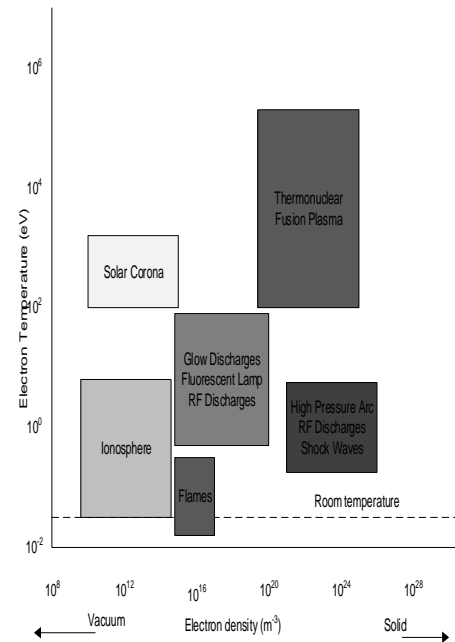 10^6
10^4
10^2
10^0
10^-2
Electron Temperature (eV)
Thermonuclear
Fusion Plasma
Solar Corona
Glow Discharges
Fluorescent Lamp
RF Discharges
High Pressure Arc
RF Discharges
Shock Waves
Ionosphere
Flames
Room temperature
10^8
10^12
10^16
10^20
10^24
10^28
Vacuum
Electron density (m^-3)
Solid